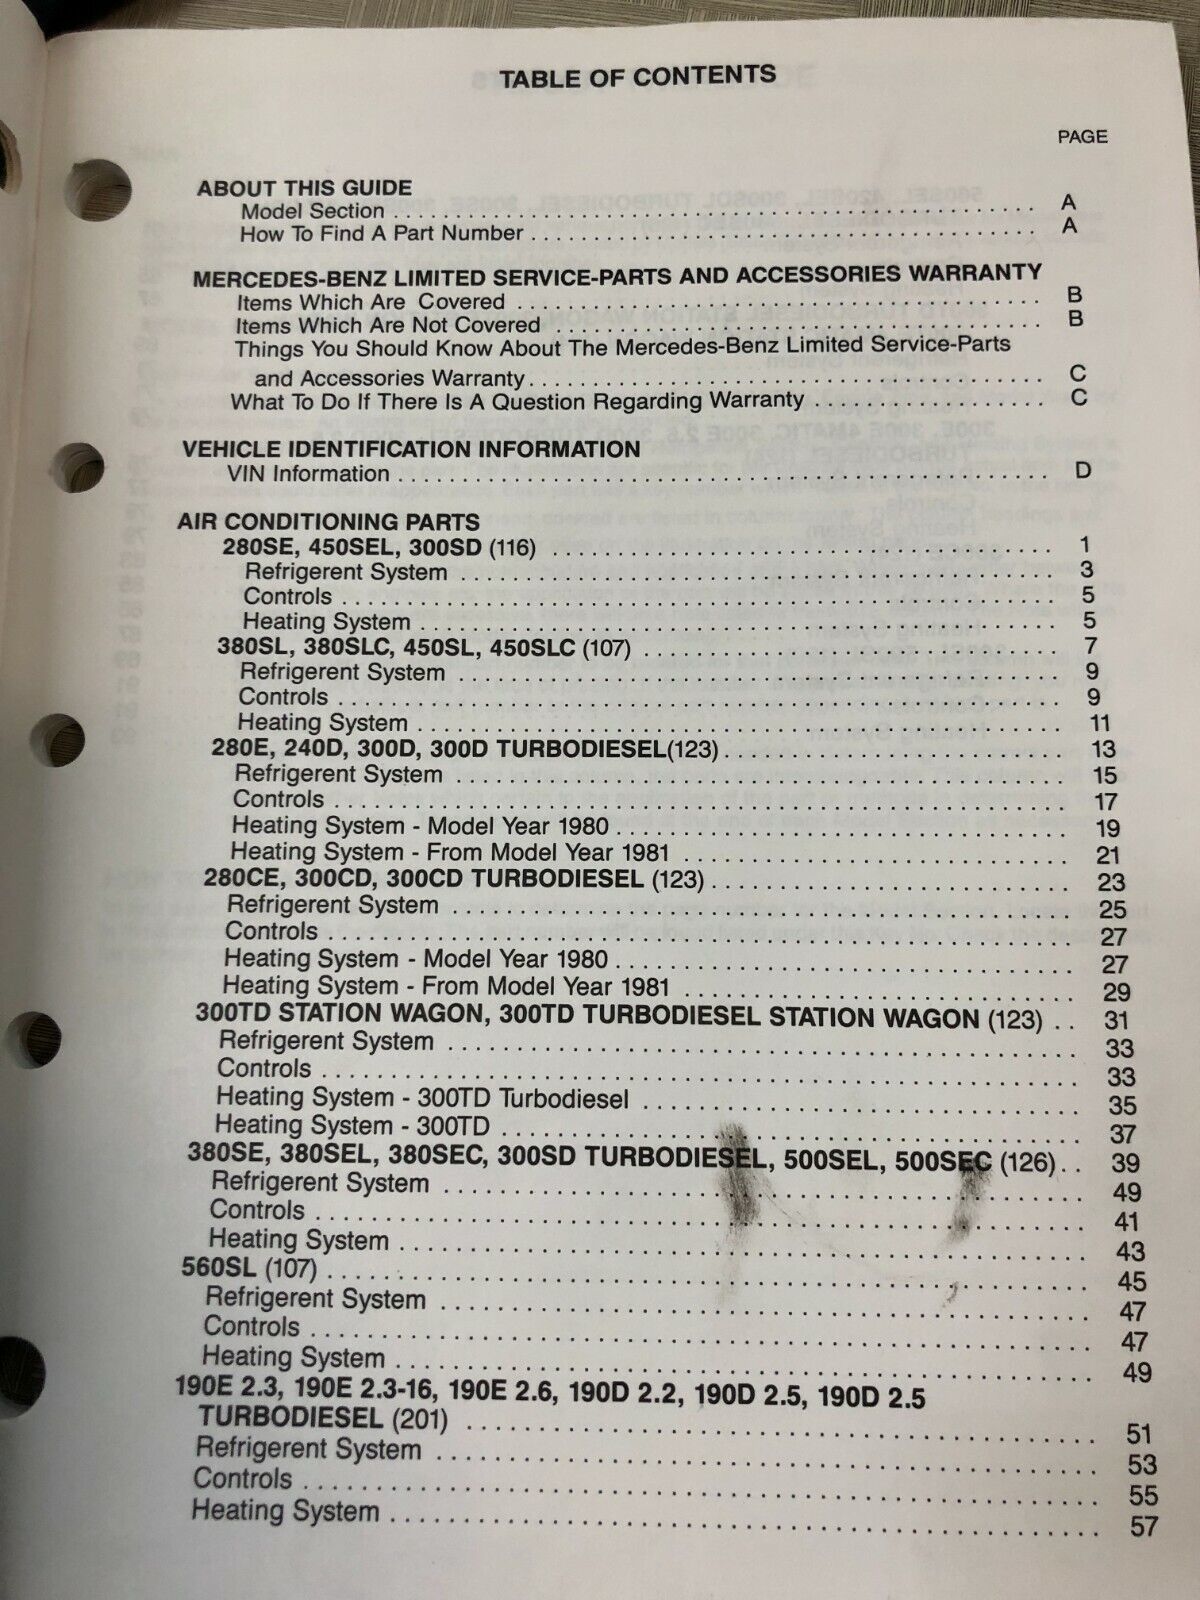 TABLE OF CONTENTS
PAGE
ABOUT THIS GUIDE
Model Section . . . . . . . . . . . . . . . . . . . . A
How To Find A Part Number . . . . . . . . . . . . . . . . . . . . A
MERCEDES-BENZ LIMITED SERVICE-PARTS AND ACCESSORIES WARRANTY
Items Which Are Covered . . . . . . . . . . . . . . . . . . . . B
Items Which Are Not Covered . . . . . . . . . . . . . . . . . . . . B
Things You Should Know About The Mercedes-Benz Limited Service-Parts
and Accessories Warranty . . . . . . . . . . . . . . . . . . . . C
What To Do If There Is A Question Regarding Warranty . . . . . . . . . . . . . . . C
VEHICLE IDENTIFICATION INFORMATION
VIN Information . . . . . . . . . . . . . . . . . . . . D
AIR CONDITIONING PARTS
280SE, 450SEL, 300SD (116) . . . . . . . . . . . . . . . . . . . . 1
Refrigerent System . . . . . . . . . . . . . . . . . . . . 3
Controls . . . . . . . . . . . . . . . . . . . . 5
Heating System . . . . . . . . . . . . . . . . . . . . 5
380SL, 380SLC, 450SL, 450SLC (107) . . . . . . . . . . . . . . . . . . . . 7
Refrigerent System . . . . . . . . . . . . . . . . . . . . 9
Controls . . . . . . . . . . . . . . . . . . . . 9
Heating System . . . . . . . . . . . . . . . . . . . . 11
280E, 240D, 300D, 300D TURBODIESEL(123) . . . . . . . . . . . . . . . . . . . . 13
Refrigerent System . . . . . . . . . . . . . . . . . . . . 15
Controls . . . . . . . . . . . . . . . . . . . . 17
Heating System - Model Year 1980 . . . . . . . . . . . . . . . . . . . . 19
Heating System - From Model Year 1981 . . . . . . . . . . . . . . . . . . . . 21
280CE, 300CD, 300CD TURBODIESEL (123) . . . . . . . . . . . . . . . . . . . . 23
Refrigerent System . . . . . . . . . . . . . . . . . . . . 25
Controls . . . . . . . . . . . . . . . . . . . . 27
Heating System - Model Year 1980 . . . . . . . . . . . . . . . . . . . . 27
Heating System - From Model Year 1981 . . . . . . . . . . . . . . . . . . . . 29
300TD STATION WAGON, 300TD TURBODIESEL STATION WAGON (123) . . 31
Refrigerent System . . . . . . . . . . . . . . . . . . . . 33
Controls . . . . . . . . . . . . . . . . . . . . 33
Heating System - 300TD Turbodiesel . . . . . . . . . . . . . . . . . . . . 35
Heating System - 300TD . . . . . . . . . . . . . . . . . . . . 37
380SE, 380SEL, 380SEC, 300SD TURBODIESEL, 500SEL, 500SEC (126) . . 39
Refrigerent System . . . . . . . . . . . . . . . . . . . . 49
Controls . . . . . . . . . . . . . . . . . . . . 41
Heating System . . . . . . . . . . . . . . . . . . . . 43
560SL (107) . . . . . . . . . . . . . . . . . . . . 45
Refrigerent System . . . . . . . . . . . . . . . . . . . . 47
Controls . . . . . . . . . . . . . . . . . . . . 47
Heating System . . . . . . . . . . . . . . . . . . . . 49
190E 2.3, 190E 2.3-16, 190E 2.6, 190D 2.2, 190D 2.5, 190D 2.5
TURBODIESEL (201) . . . . . . . . . . . . . . . . . . . . 51
Refrigerent System . . . . . . . . . . . . . . . . . . . . 53
Controls . . . . . . . . . . . . . . . . . . . . 55
Heating System . . . . . . . . . . . . . . . . . . . . 57